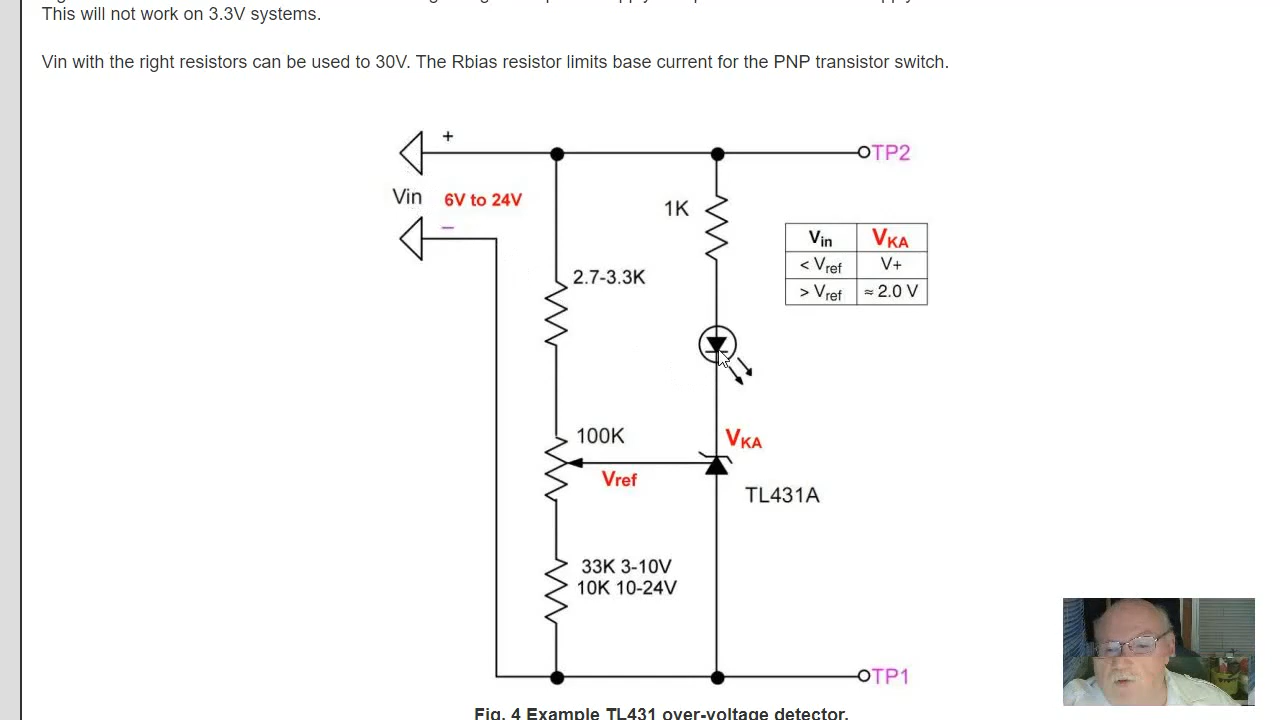 This will not work on 3.3V systems.
Vin with the right resistors can be used to 30V. The Rbias resistor limits base current for the PNP transistor switch.
+
TP2
Vin 6V to 24V
−
1K
Vin VKA
< Vref V+
> Vref ≈ 2.0 V
2.7-3.3K
100K
VKA
Vref
TL431A
33K 3-10V
10K 10-24V
TP1
Fig. 4 Example TL431 over-voltage detector.